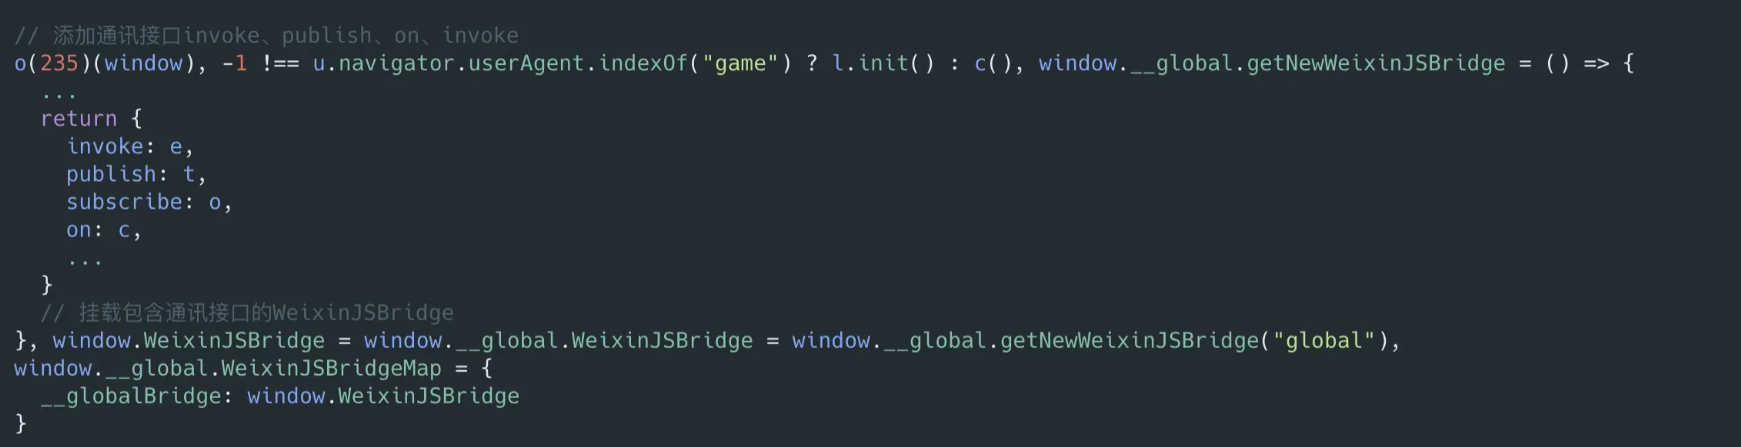 // 添加通讯接口invoke、publish、on、invoke
o(235)(window), -1 !== u.navigator.userAgent.indexOf("game") ? l.init() : c(), window.__global.getNewWeixinJSBridge = () => {
  ...
  return {
    invoke: e,
    publish: t,
    subscribe: o,
    on: c,
    ...
  }
  // 挂载包含通讯接口的WeixinJSBridge
}, window.WeixinJSBridge = window.__global.WeixinJSBridge = window.__global.getNewWeixinJSBridge("global"),
window.__global.WeixinJSBridgeMap = {
  __globalBridge: window.WeixinJSBridge
}